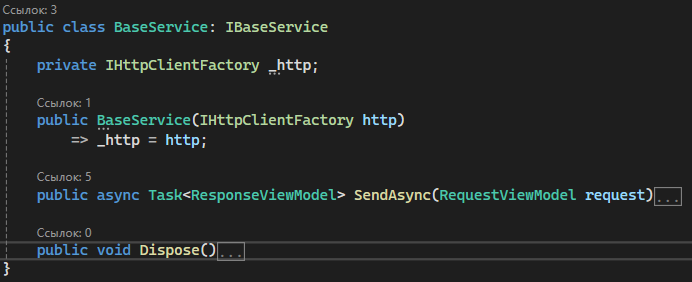 Ссылок: 3
public class BaseService: IBaseService
{
private IHttpClientFactory _http;
Ссылок: 1
public BaseService(IHttpClientFactory http)
=> _http = http;
Ссылок: 5
public async Task<ResponseViewModel> SendAsync(RequestViewModel request)...
Ссылок: 0
public void Dispose()...
}